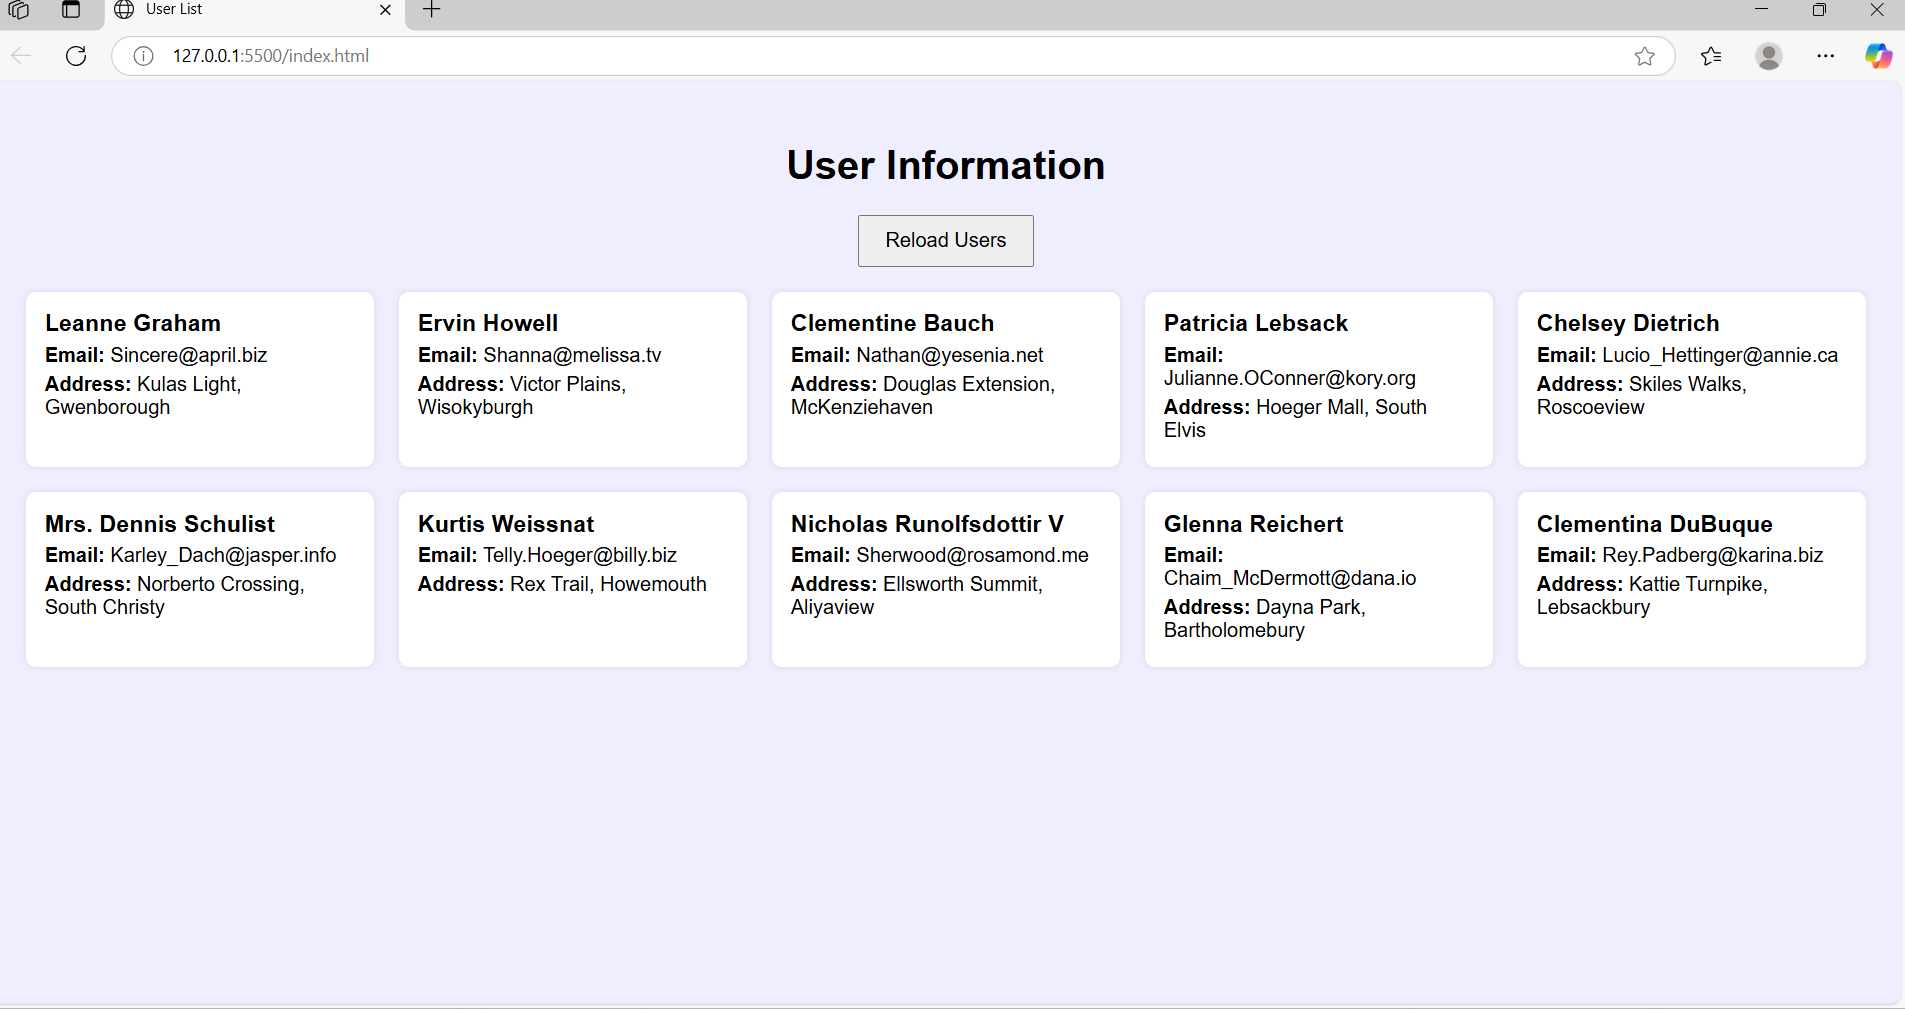 User List
127.0.0.1:5500/index.html
User Information
Reload Users
Leanne Graham
Email: Sincere@april.biz
Address: Kulas Light,
Gwenborough
Ervin Howell
Email: Shanna@melissa.tv
Address: Victor Plains,
Wisokyburgh
Clementine Bauch
Email: Nathan@yesenia.net
Address: Douglas Extension,
McKenziehaven
Patricia Lebsack
Email:
Julianne.OConner@kory.org
Address: Hoeger Mall, South
Elvis
Chelsey Dietrich
Email: Lucio_Hettinger@annie.ca
Address: Skiles Walks,
Roscoeview
Mrs. Dennis Schulist
Email: Karley_Dach@jasper.info
Address: Norberto Crossing,
South Christy
Kurtis Weissnat
Email: Telly.Hoeger@billy.biz
Address: Rex Trail, Howemouth
Nicholas Runolfsdottir V
Email: Sherwood@rosamond.me
Address: Ellsworth Summit,
Aliyaview
Glenna Reichert
Email:
Chaim_McDermott@dana.io
Address: Dayna Park,
Bartholomebury
Clementina DuBuque
Email: Rey.Padberg@karina.biz
Address: Kattie Turnpike,
Lebsackbury